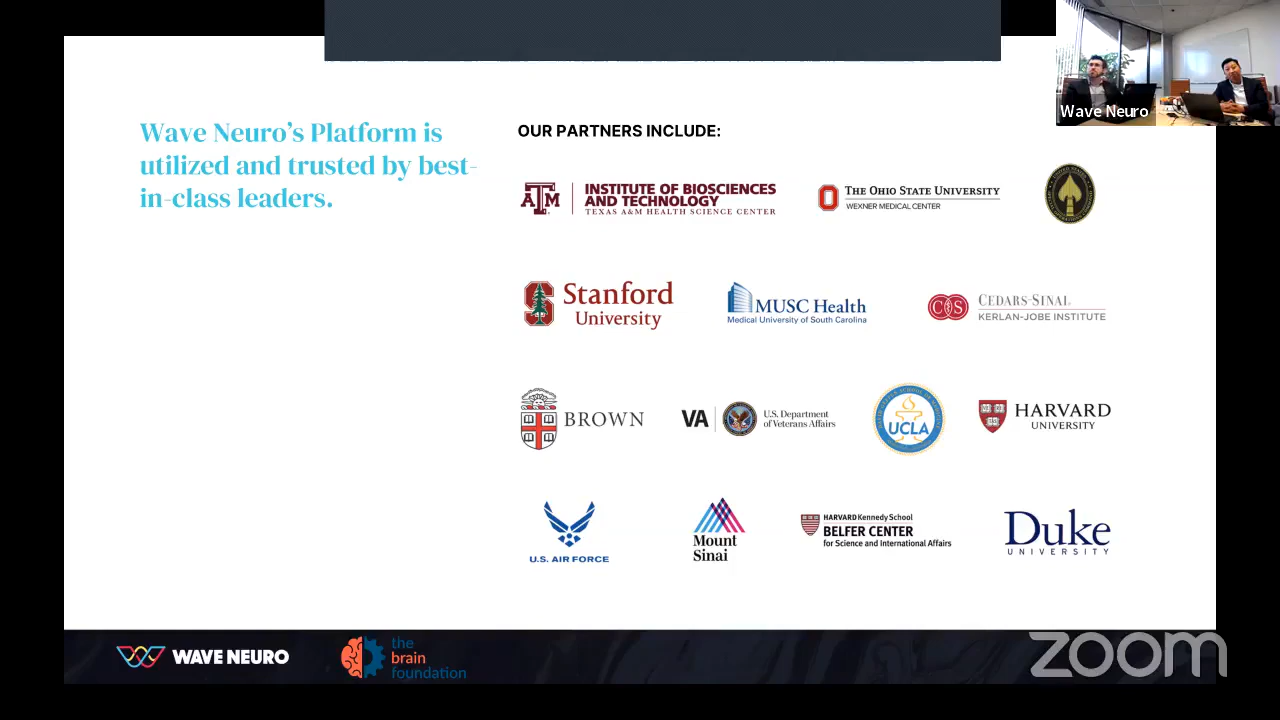 Wave Neuro
Wave Neuro's Platform is
utilized and trusted by best-
in-class leaders.
OUR PARTNERS INCLUDE:
ATM
INSTITUTE OF BIOSCIENCES
AND TECHNOLOGY
TEXAS A&M HEALTH SCIENCE CENTER
THE OHIO STATE UNIVERSITY
WEXNER MEDICAL CENTER
Stanford
University
MUSC Health
Medical University of South Carolina
CS
CEDARS-SINAI
KERLAN-JOBE INSTITUTE
BROWN
VA
U.S. Department
of Veterans Affairs
UCLA
HARVARD
UNIVERSITY
U.S. AIR FORCE
Mount
Sinai
HARVARD Kennedy School
BELFER CENTER
for Science and International Affairs
Duke
UNIVERSITY
WAVE NEURO
the
brain
foundation
zoom